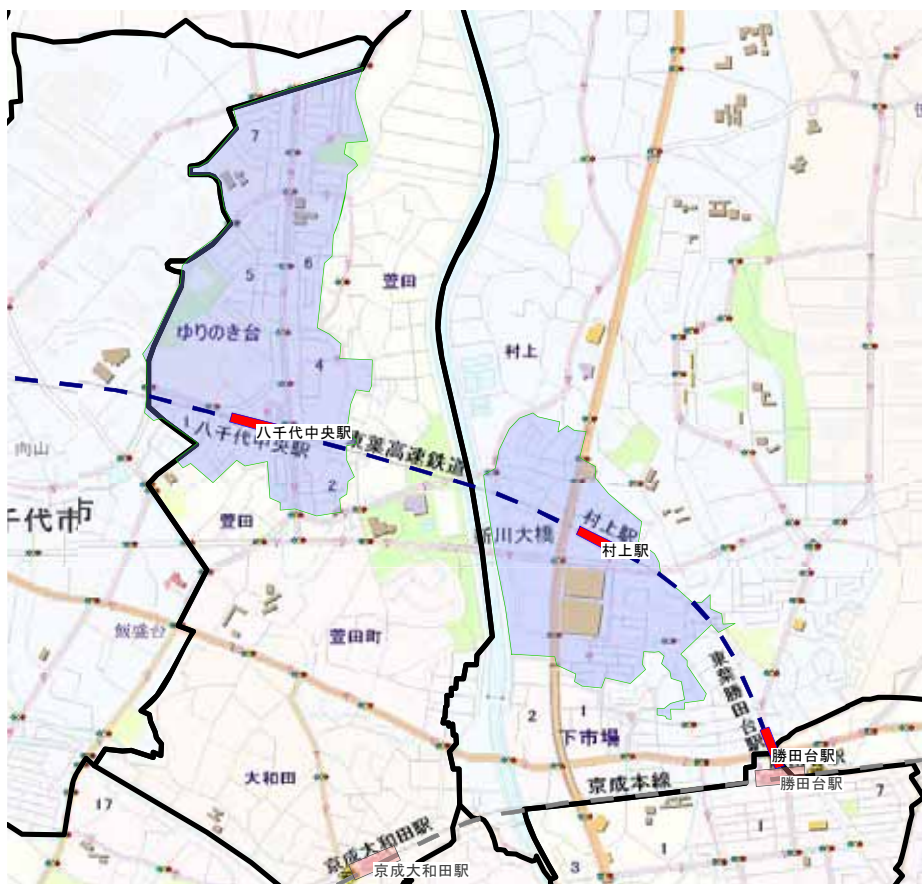 7
5
6
萱田
ゆりのき台
村上
4
八千代中央駅
1
八千代中央駅
東葉高速鉄道
向山
2
千代市
市
萱田
新川大橋
村上駅
村上駅
飯盛台
萱田町
東葉勝田台駅
2
1
下市場
勝田台駅
大和田
京成本線
勝田台駅
17
7
1
1
京成大和田駅
京成大和田駅
3